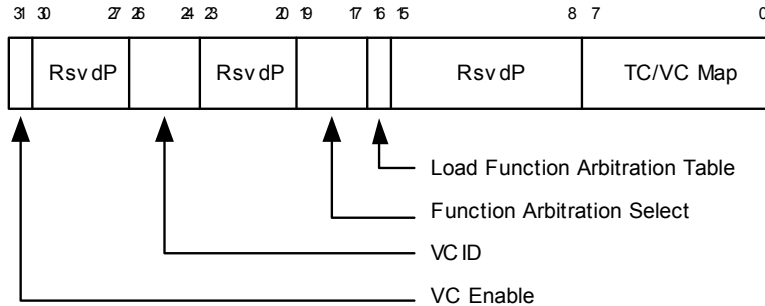 31 30 27 26 24 23 20 19 17 16 15 8 7 0
RsvdP RsvdP RsvdP TC/VC Map
Load Function Arbitration Table
Function Arbitration Select
VC ID
VC Enable